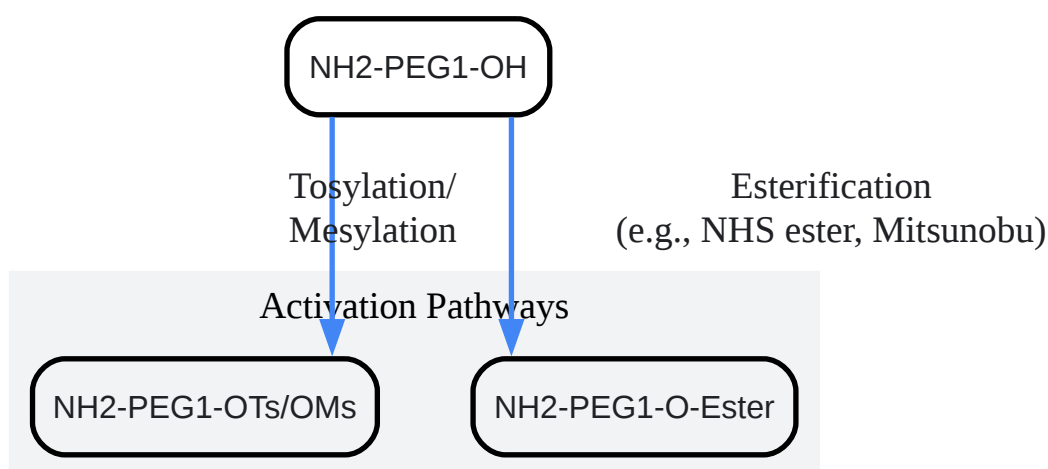 NH2-PEG1-OH
Tosylation/
Mesylation
Esterification
(e.g., NHS ester, Mitsunobu)
Activation Pathways
NH2-PEG1-OTs/OMs
NH2-PEG1-O-Ester